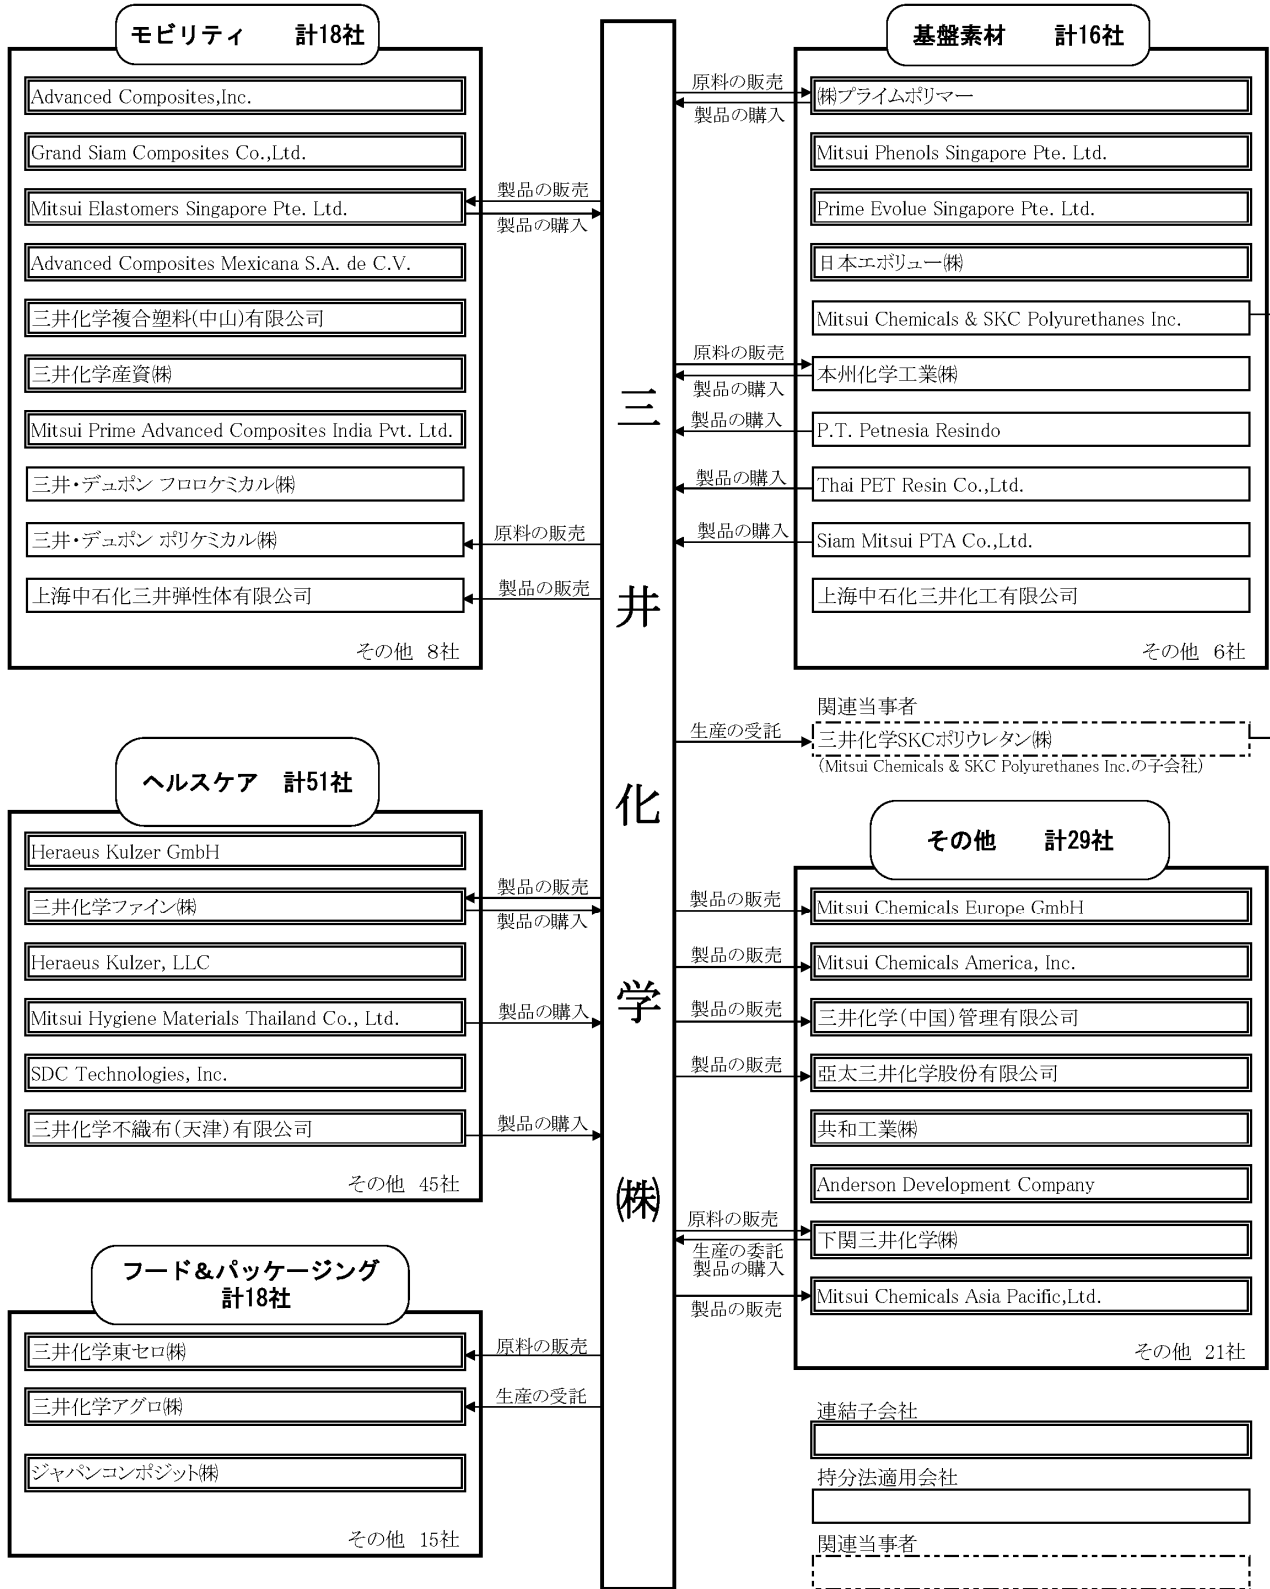 モビリティ 計18社
Advanced Composites,Inc.
Grand Siam Composites Co.,Ltd.
製品の販売
Mitsui Elastomers Singapore Pte. Ltd.
製品の購入
Advanced Composites Mexicana S.A. de C.V.
三井化学複合塑料(中山)有限公司
三井化学産資㈱
Mitsui Prime Advanced Composites India Pvt. Ltd.
三井・デュポン フロロケミカル㈱
三井・デュポン ポリケミカル㈱
原料の販売
上海中石化三井弾性体有限公司
製品の販売
その他 8社
ヘルスケア 計51社
Heraeus Kulzer GmbH
製品の販売
三井化学ファイン㈱
製品の購入
Heraeus Kulzer, LLC
Mitsui Hygiene Materials Thailand Co., Ltd.
製品の購入
SDC Technologies, Inc.
三井化学不織布(天津)有限公司
製品の購入
その他 45社
フード&パッケージング
計18社
三井化学東セロ㈱
原料の販売
三井化学アグロ㈱
生産の受託
ジャパンコンポジット㈱
その他 15社
三井化学㈱
基盤素材 計16社
原料の販売
㈱プライムポリマー
製品の購入
Mitsui Phenols Singapore Pte. Ltd.
Prime Evolue Singapore Pte. Ltd.
日本エボリュー㈱
Mitsui Chemicals & SKC Polyurethanes Inc.
原料の販売
本州化学工業㈱
製品の購入
製品の購入
P.T. Petnesia Resindo
製品の購入
Thai PET Resin Co.,Ltd.
製品の購入
Siam Mitsui PTA Co.,Ltd.
上海中石化三井化工有限公司
その他 6社
関連当事者
生産の受託
三井化学SKCポリウレタン㈱
(Mitsui Chemicals & SKC Polyurethanes Inc.の子会社)
その他 計29社
製品の販売
Mitsui Chemicals Europe GmbH
製品の販売
Mitsui Chemicals America, Inc.
製品の販売
三井化学(中国)管理有限公司
製品の販売
亞太三井化学股份有限公司
共和工業㈱
Anderson Development Company
原料の販売
下関三井化学㈱
生産の委託
製品の購入
Mitsui Chemicals Asia Pacific,Ltd.
製品の販売
その他 21社
連結子会社
持分法適用会社
関連当事者